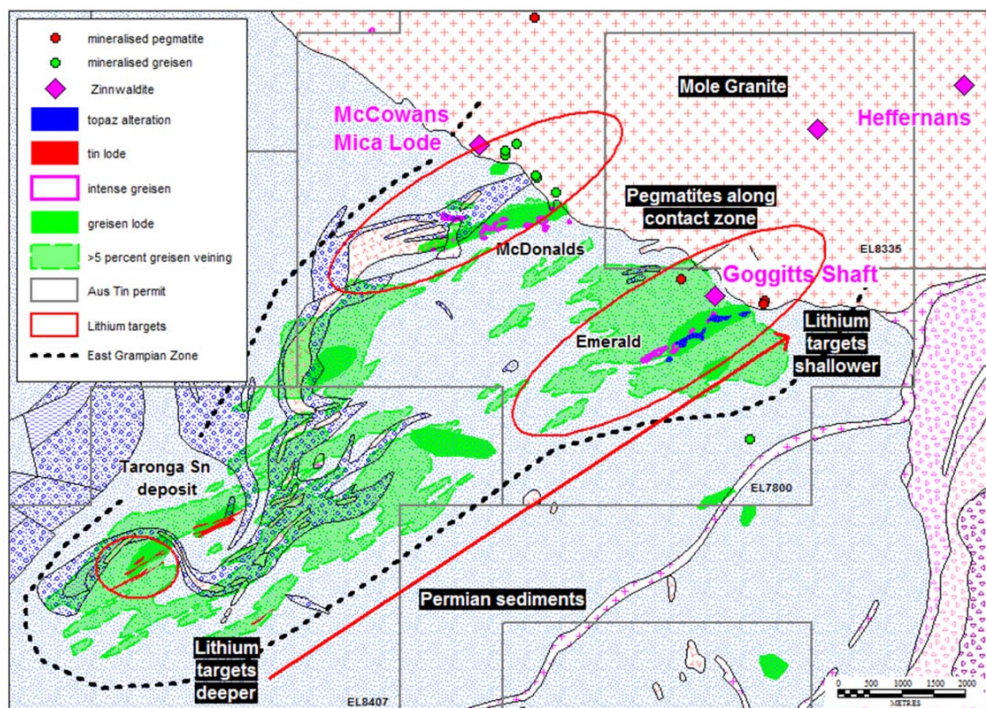 mineralised pegmatite
mineralised greisen
Zinnwaldite
topaz alteration
tin lode
intense greisen
greisen lode
>5 percent greisen veining
Aus Tin permit
Lithium targets
East Grampian Zone
McCowans
Mica Lode
Mole Granite
Heffernans
Pegmatites along
contact zone
EL8335
McDonalds
Goggitts Shaft
Emerald
Lithium
targets
shallower
Taronga Sn
deposit
EL7800
Permian sediments
Lithium
targets
deeper
EL8407
0 500 1000 1500 2000
METRES